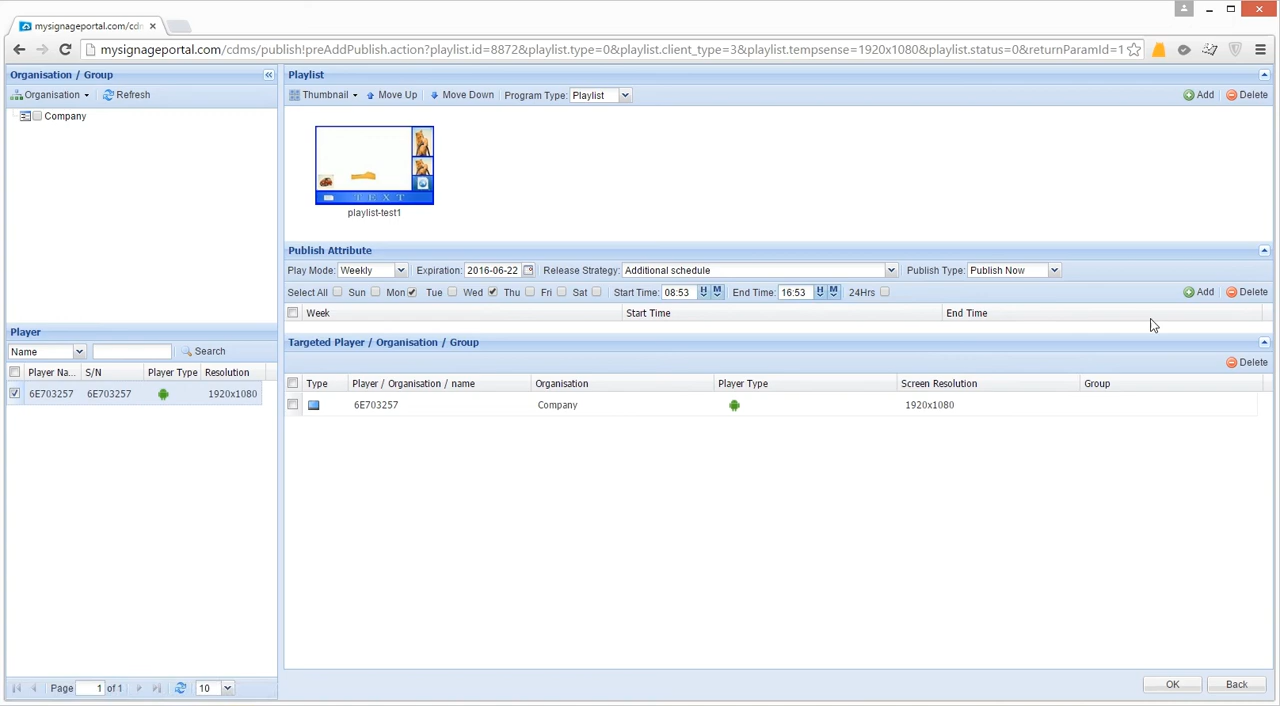 mysignageportal.com/cdm
mysignageportal.com/cdms/publish!preAddPublish.action?playlist.id=8872&playlist.type=0&playlist.client_type=3&playlist.tempsense=1920x1080&playlist.status=0&returnParamId=1
Organisation / Group
Organisation Refresh
Company
Player
Name Search
Player Na... S/N Player Type Resolution
6E703257 6E703257 1920x1080
Page 1 of 1 10
Playlist
Thumbnail Move Up Move Down Program Type: Playlist Add Delete
TEXT
playlist-test1
Publish Attribute
Play Mode: Weekly Expiration: 2016-06-22 Release Strategy: Additional schedule Publish Type: Publish Now
Select All Sun Mon Tue Wed Thu Fri Sat Start Time: 08:53 H M End Time: 16:53 H M 24Hrs Add Delete
Week Start Time End Time
Targeted Player / Organisation / Group
Delete
Type Player / Organisation / name Organisation Player Type Screen Resolution Group
6E703257 Company 1920x1080
OK Back